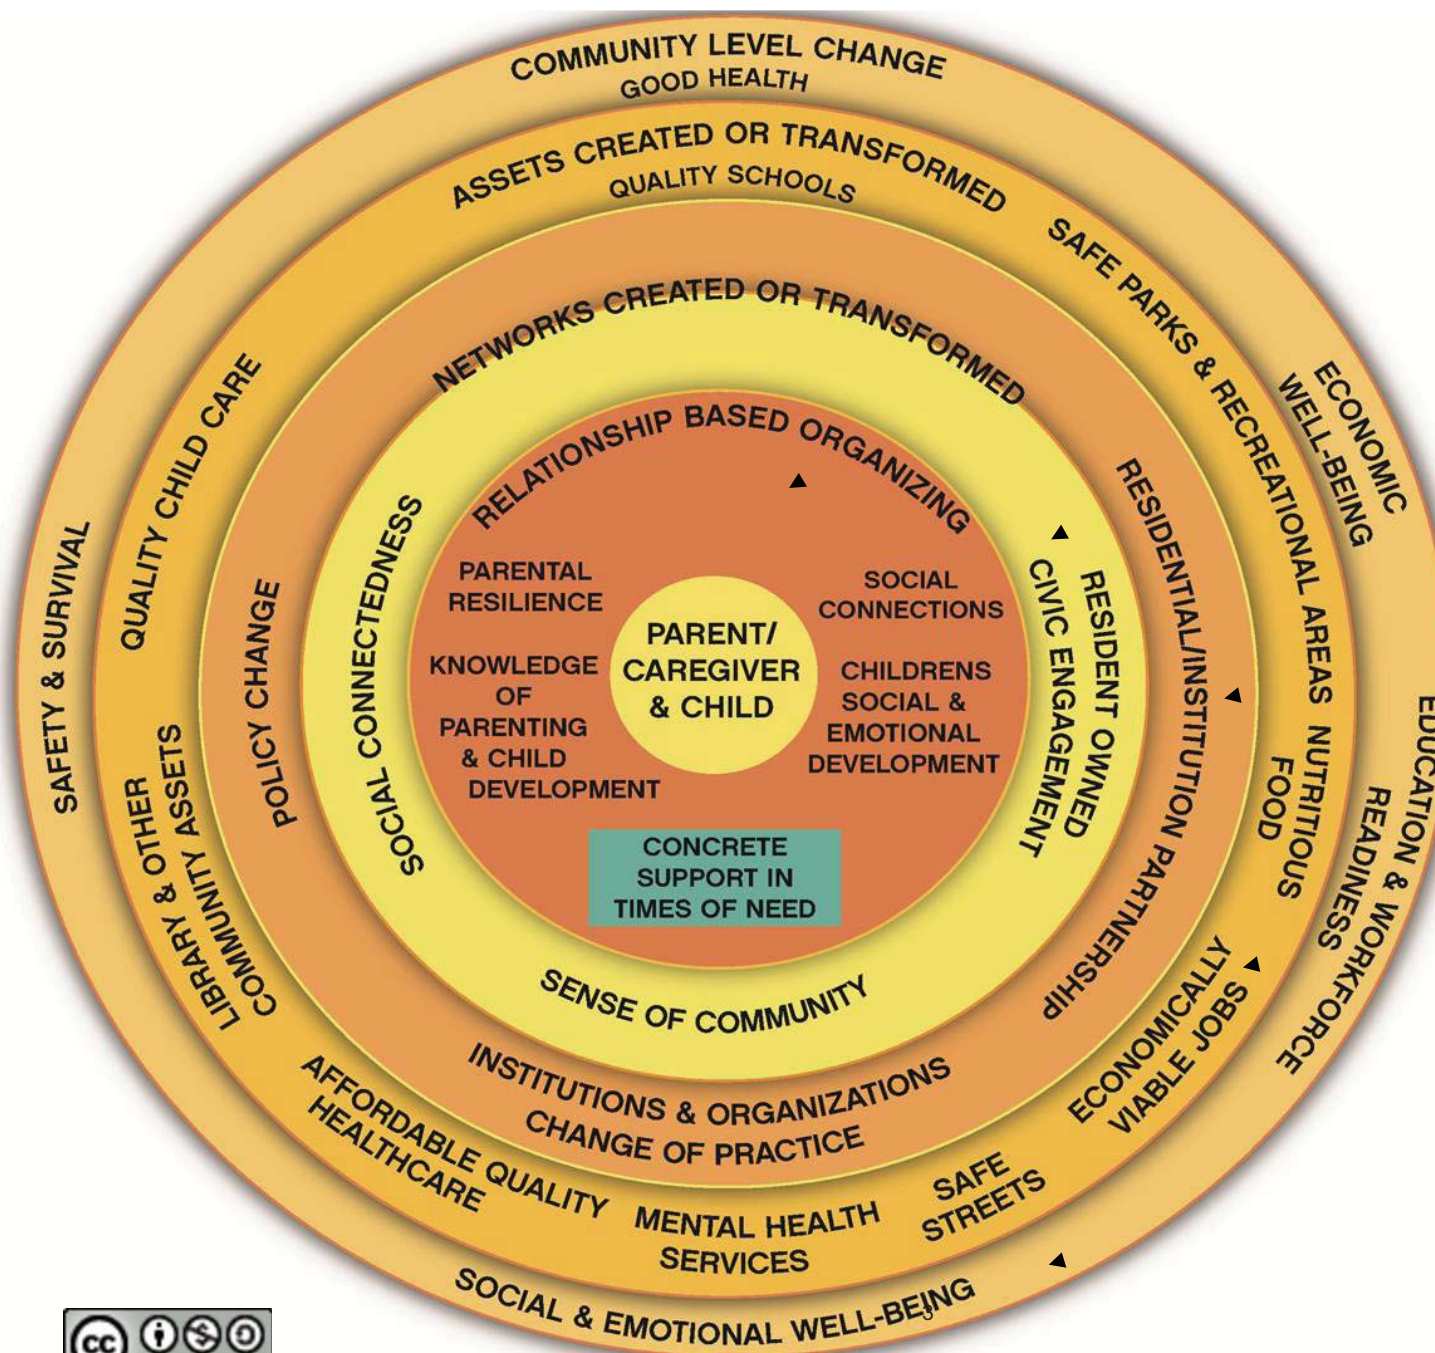 COMMUNITY LEVEL CHANGE
GOOD HEALTH
ASSETS CREATED OR TRANSFORMED
QUALITY SCHOOLS
SAFE PARKS & RECREATIONAL AREAS
ECONOMIC
WELL-BEING
NETWORKS CREATED OR TRANSFORMED
QUALITY CHILD CARE
RELATIONSHIP BASED ORGANIZING
RESIDENTIAL/INSTITUTION PARTNERSHIP
SAFETY & SURVIVAL
POLICY CHANGE
SOCIAL CONNECTEDNESS
PARENTAL
RESILIENCE
SOCIAL
CONNECTIONS
RESIDENT OWNED
CIVIC ENGAGEMENT
PARENT/
CAREGIVER
& CHILD
KNOWLEDGE
OF
PARENTING
& CHILD
DEVELOPMENT
CHILDRENS
SOCIAL &
EMOTIONAL
DEVELOPMENT
NUTRITIOUS
FOOD
EDUCATION & WORKFORCE
READINESS
LIBRARY & OTHER
COMMUNITY ASSETS
CONCRETE
SUPPORT IN
TIMES OF NEED
SENSE OF COMMUNITY
ECONOMICALLY
VIABLE JOBS
INSTITUTIONS & ORGANIZATIONS
CHANGE OF PRACTICE
AFFORDABLE QUALITY
HEALTHCARE
MENTAL HEALTH
SERVICES
SAFE
STREETS
SOCIAL & EMOTIONAL WELL-BEING
3
cc